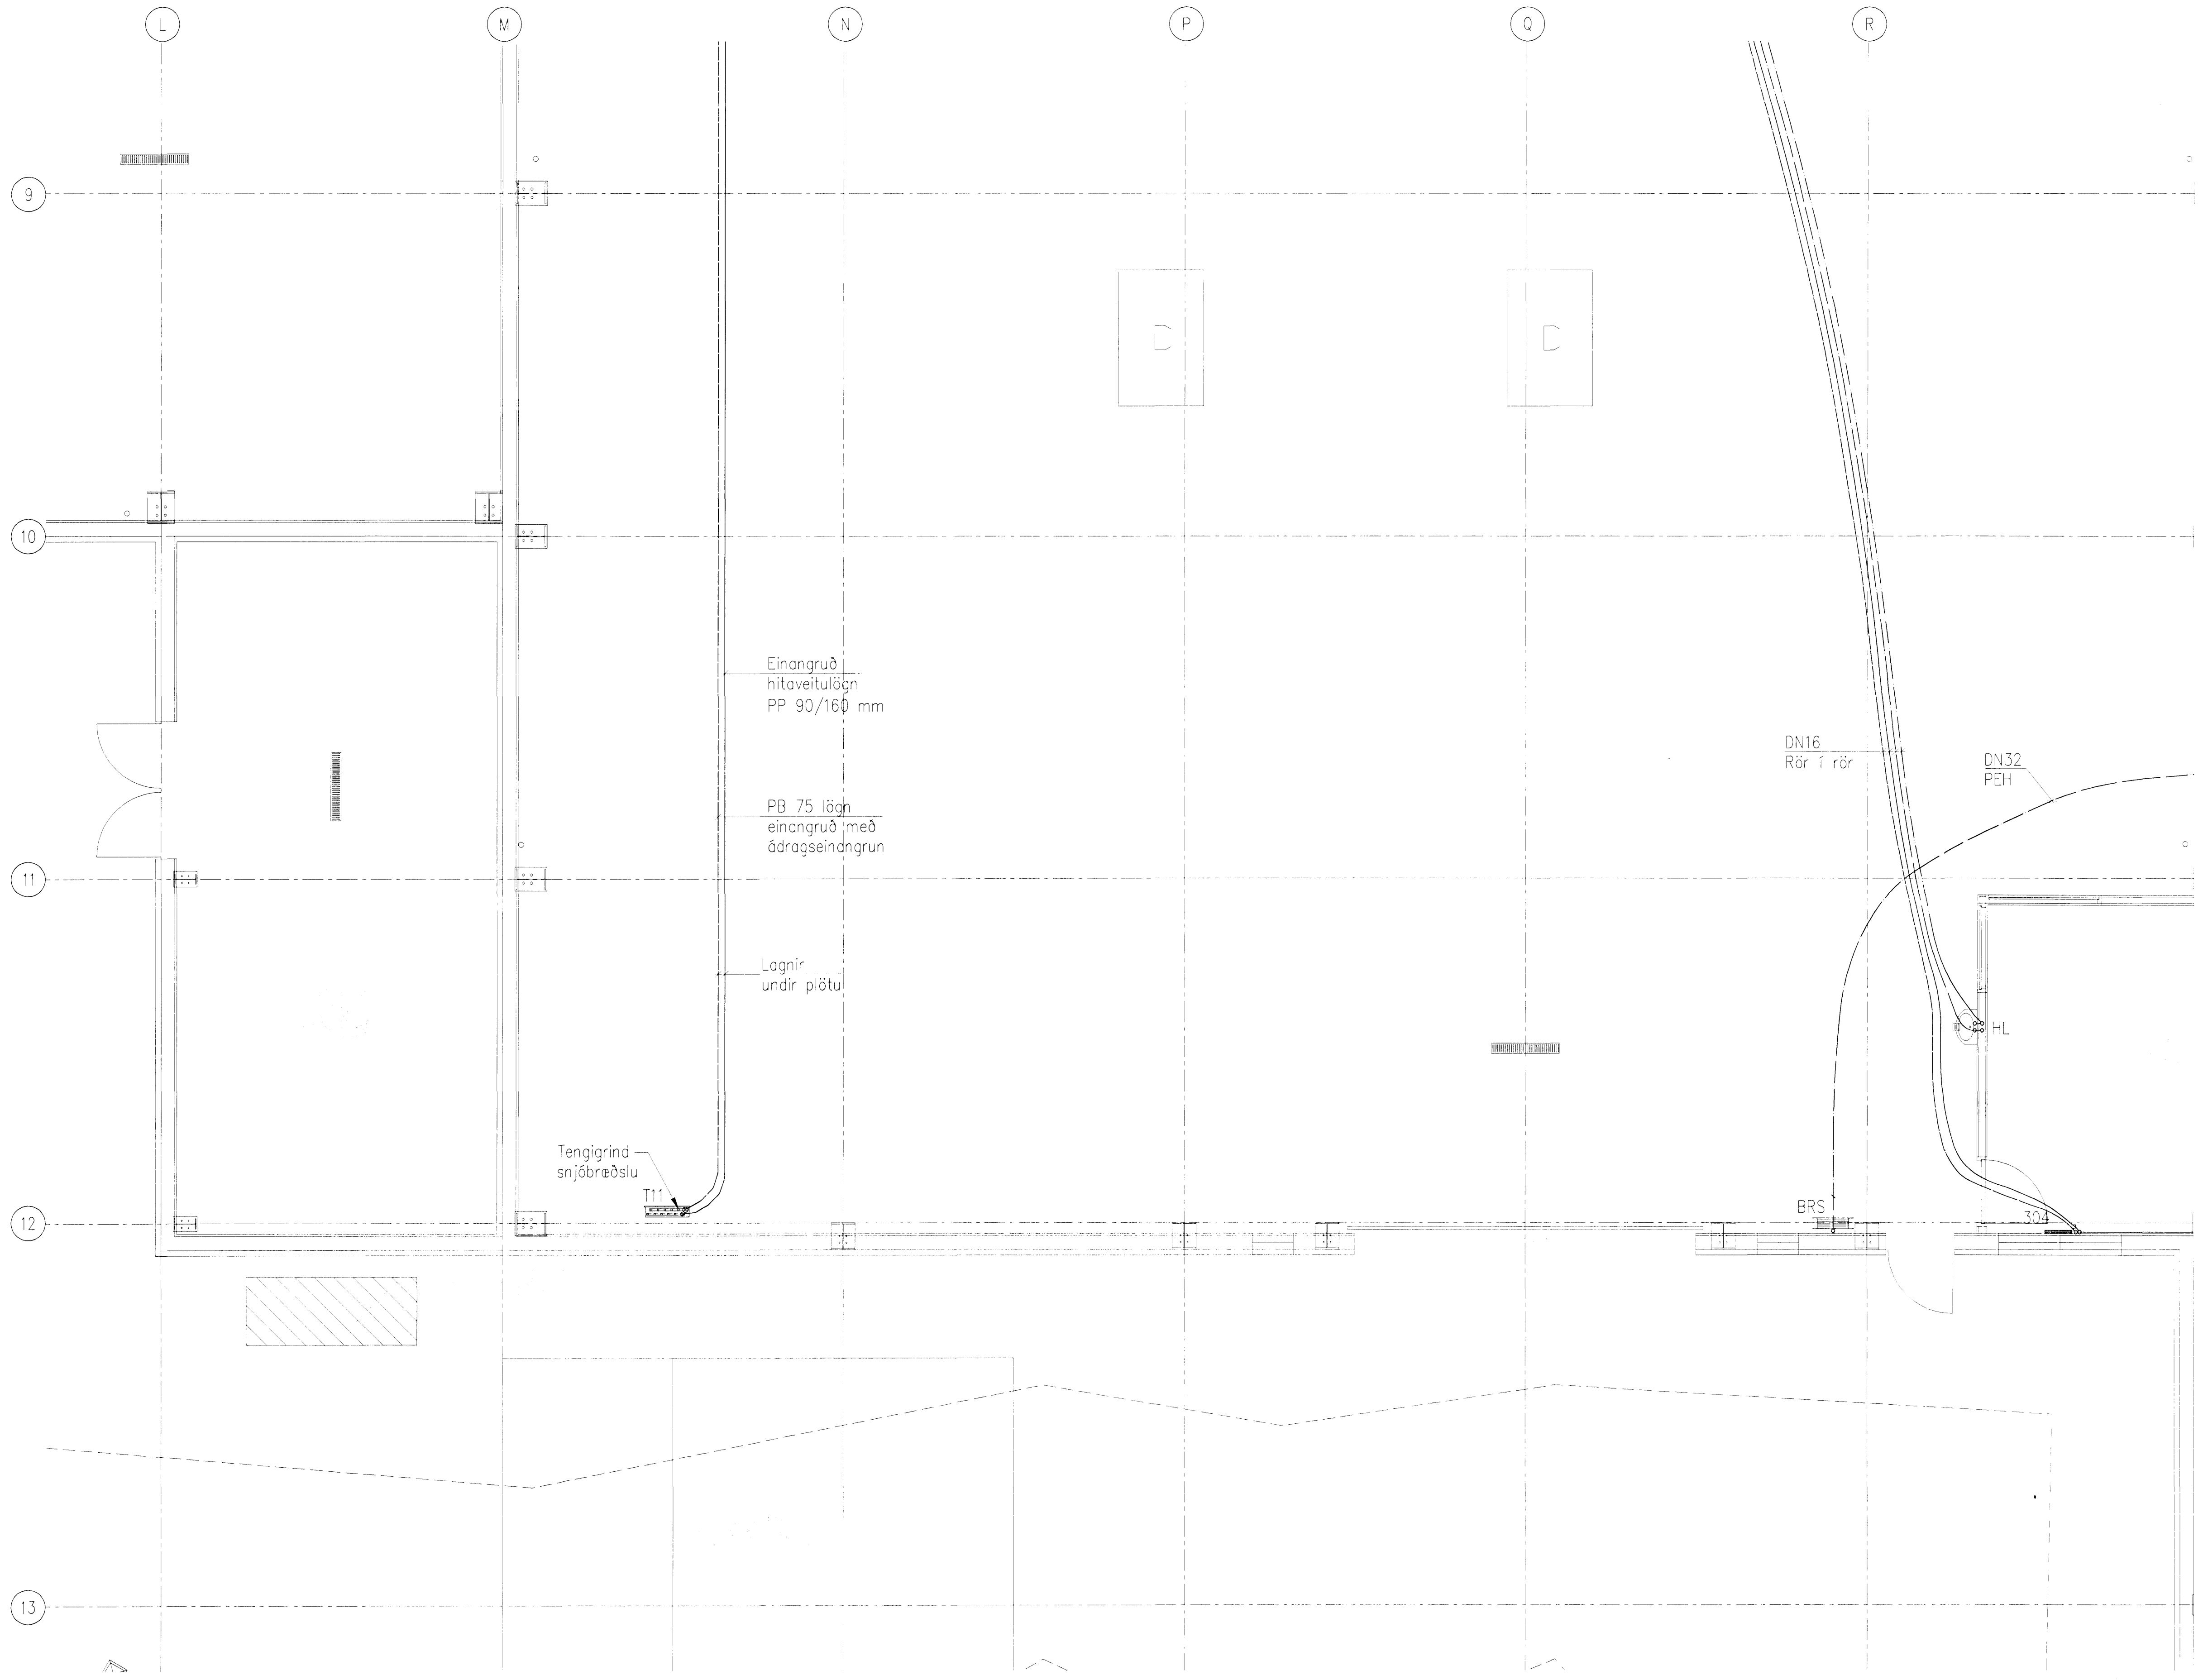 L
M
N
P
Q
R
9
D
D
10
Einangruð
hitaveitulögn
PP 90/160 mm
DN16
Rör í rör
DN32
PEH
PB 75 lögn
einangruð með
ádragseinangrun
11
Lagnir
undir plötu
HL
Tengigrind
snjóbræðslu
T11
BRS
304
12
13